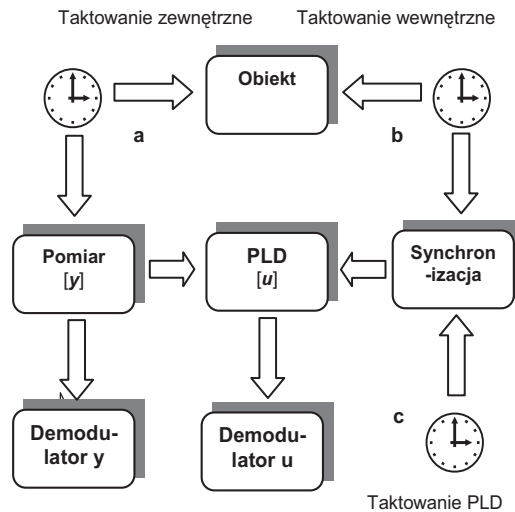 Taktowanie zewnętrzne
Taktowanie wewnętrzne
Obiekt
a
b
Pomiar
[y]
PLD
[u]
Synchron
-izacja
Demodu-
lator y
Demodu-
lator u
c
Taktowanie PLD